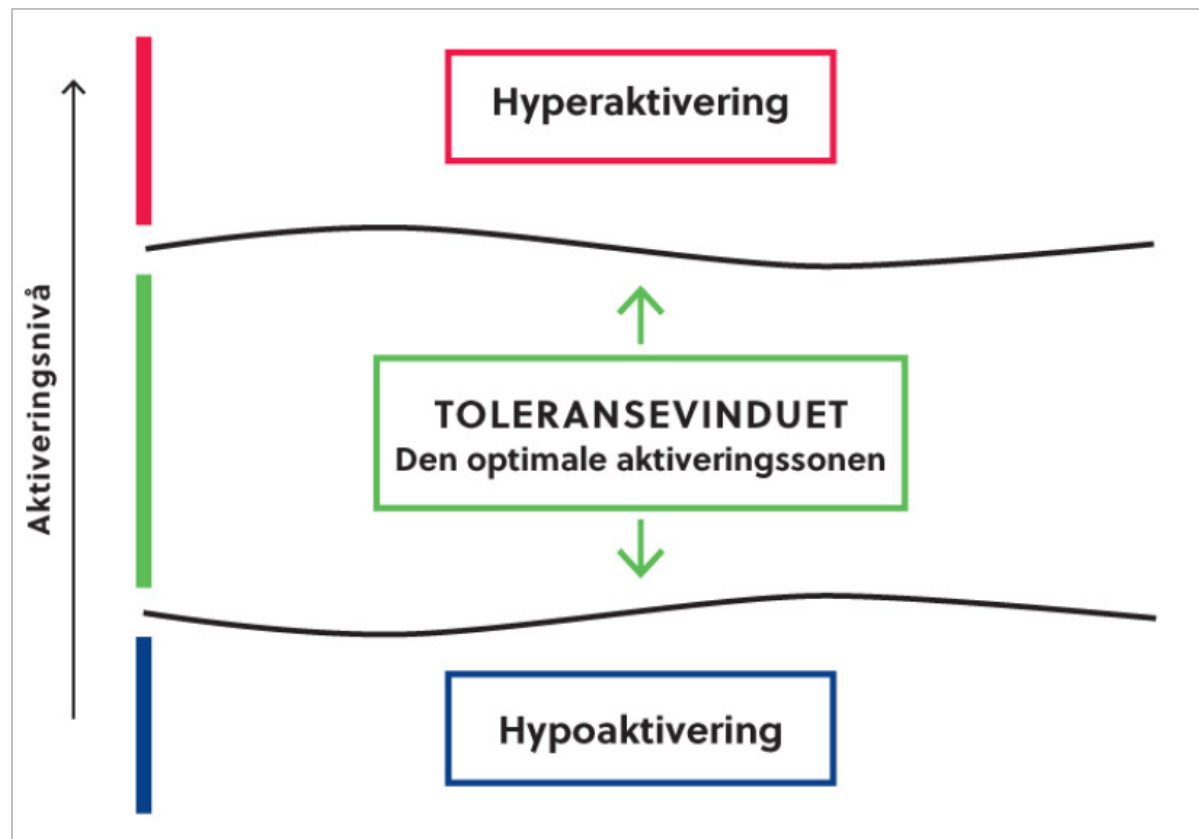 Hyperaktivering
Aktiveringsnivå
TOLERANSEVINDUET
Den optimale aktiveringssonen
Hypoaktivering